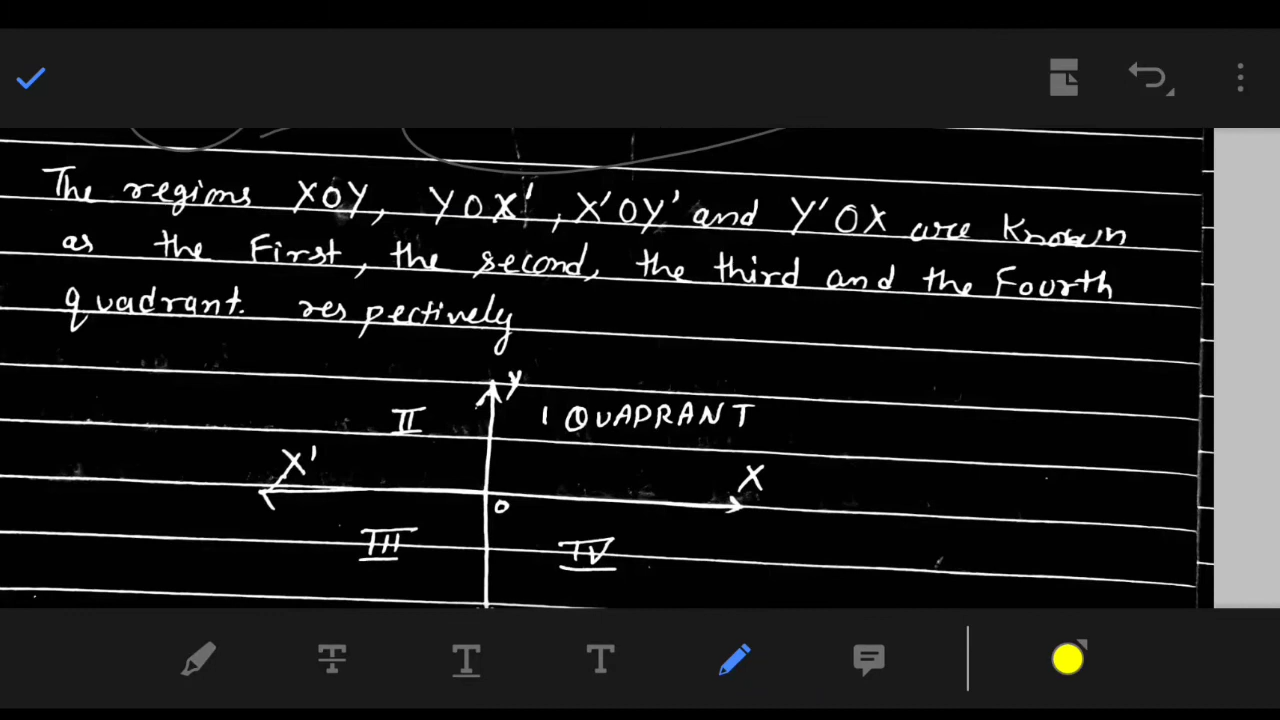 The regions XOY, YOX', X'OY' and Y'OX are known
as the First, the second, the third and the Fourth
quadrant. respectively
Y
II
I QUADRANT
X'
X
O
III
IV
T
T
T